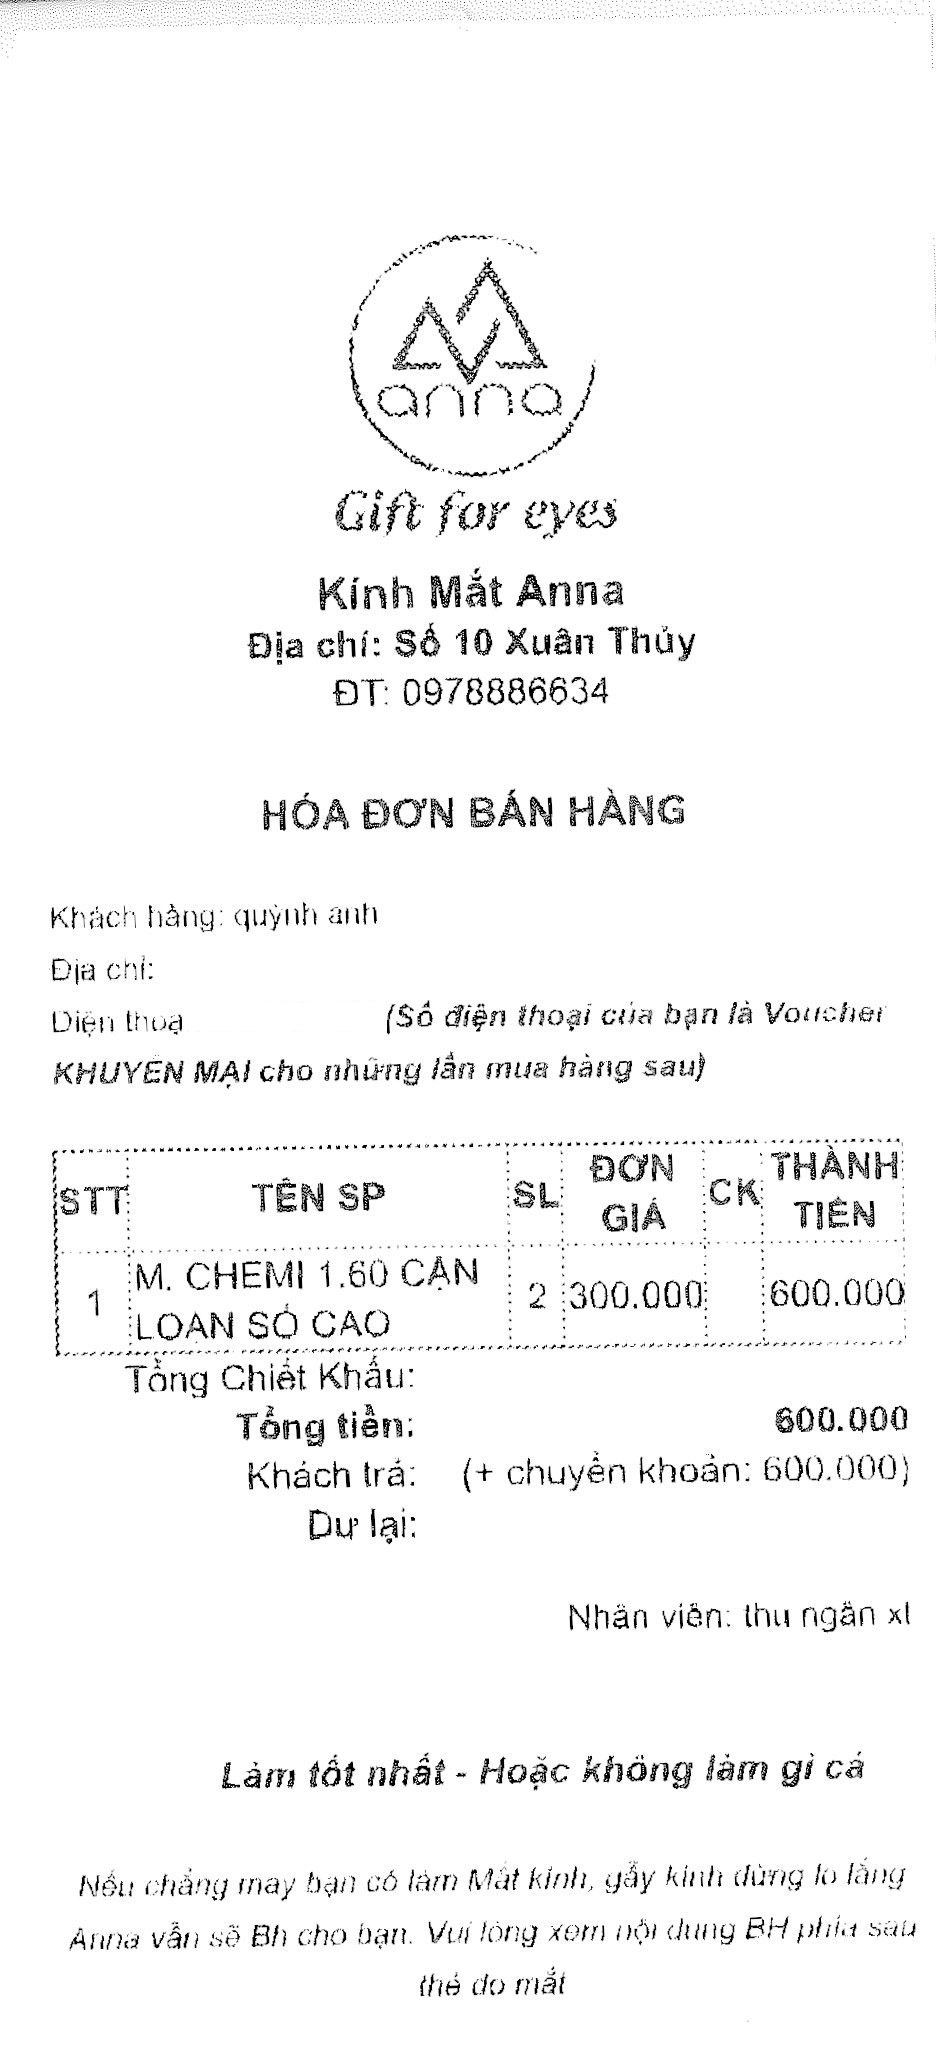 anna
Gift for eyes
Kính Mắt Anna
Địa chỉ: Số 10 Xuân Thủy
ĐT: 0978886634
HÓA ĐƠN BÁN HÀNG
Khách hàng: quỳnh anh
Địa chỉ:
Điện thoạ (Số điện thoại của bạn là Voucher
KHUYẾN MẠI cho những lần mua hàng sau)
STT TÊN SP SL ĐƠN GIÁ CK THÀNH TIỀN
1 M. CHEMI 1.60 CẬN LOẠN SỐ CAO 2 300.000 600.000
Tổng Chiết Khấu:
Tổng tiền: 600.000
Khách trả: (+ chuyển khoản: 600.000)
Dư lại:
Nhân viên: thu ngân xt
Làm tốt nhất - Hoặc không làm gì cả
Nếu chẳng may bạn có làm Mất kính, gẫy kính đừng lo lắng
Anna vẫn sẽ Bh cho bạn. Vui lòng xem nội dung BH phía sau
thẻ đo mắt